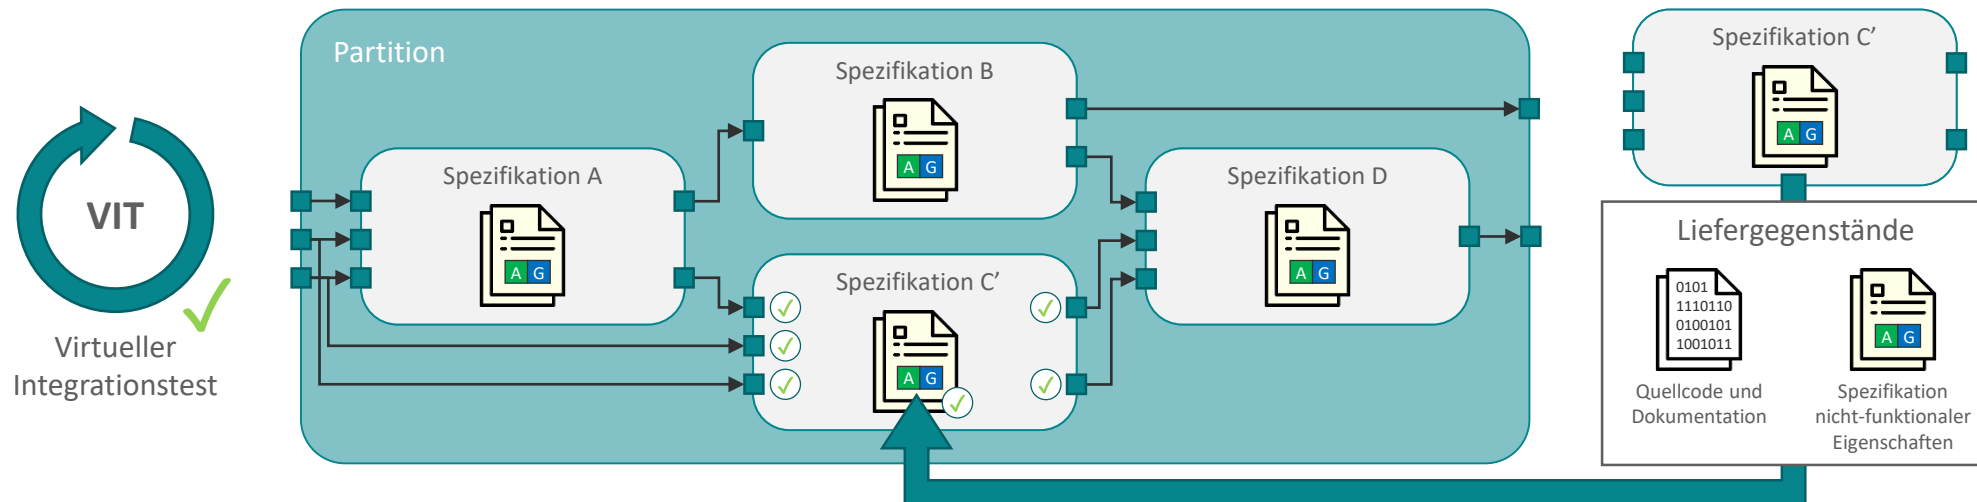 VIT
Virtueller
Integrationstest
Partition
Spezifikation A
A G
Spezifikation B
A G
Spezifikation C’
A G
Spezifikation D
A G
Spezifikation C’
A G
Liefergegenstände
0101
1110110
0100101
1001011
Quellcode und
Dokumentation
A G
Spezifikation
nicht-funktionaler
Eigenschaften